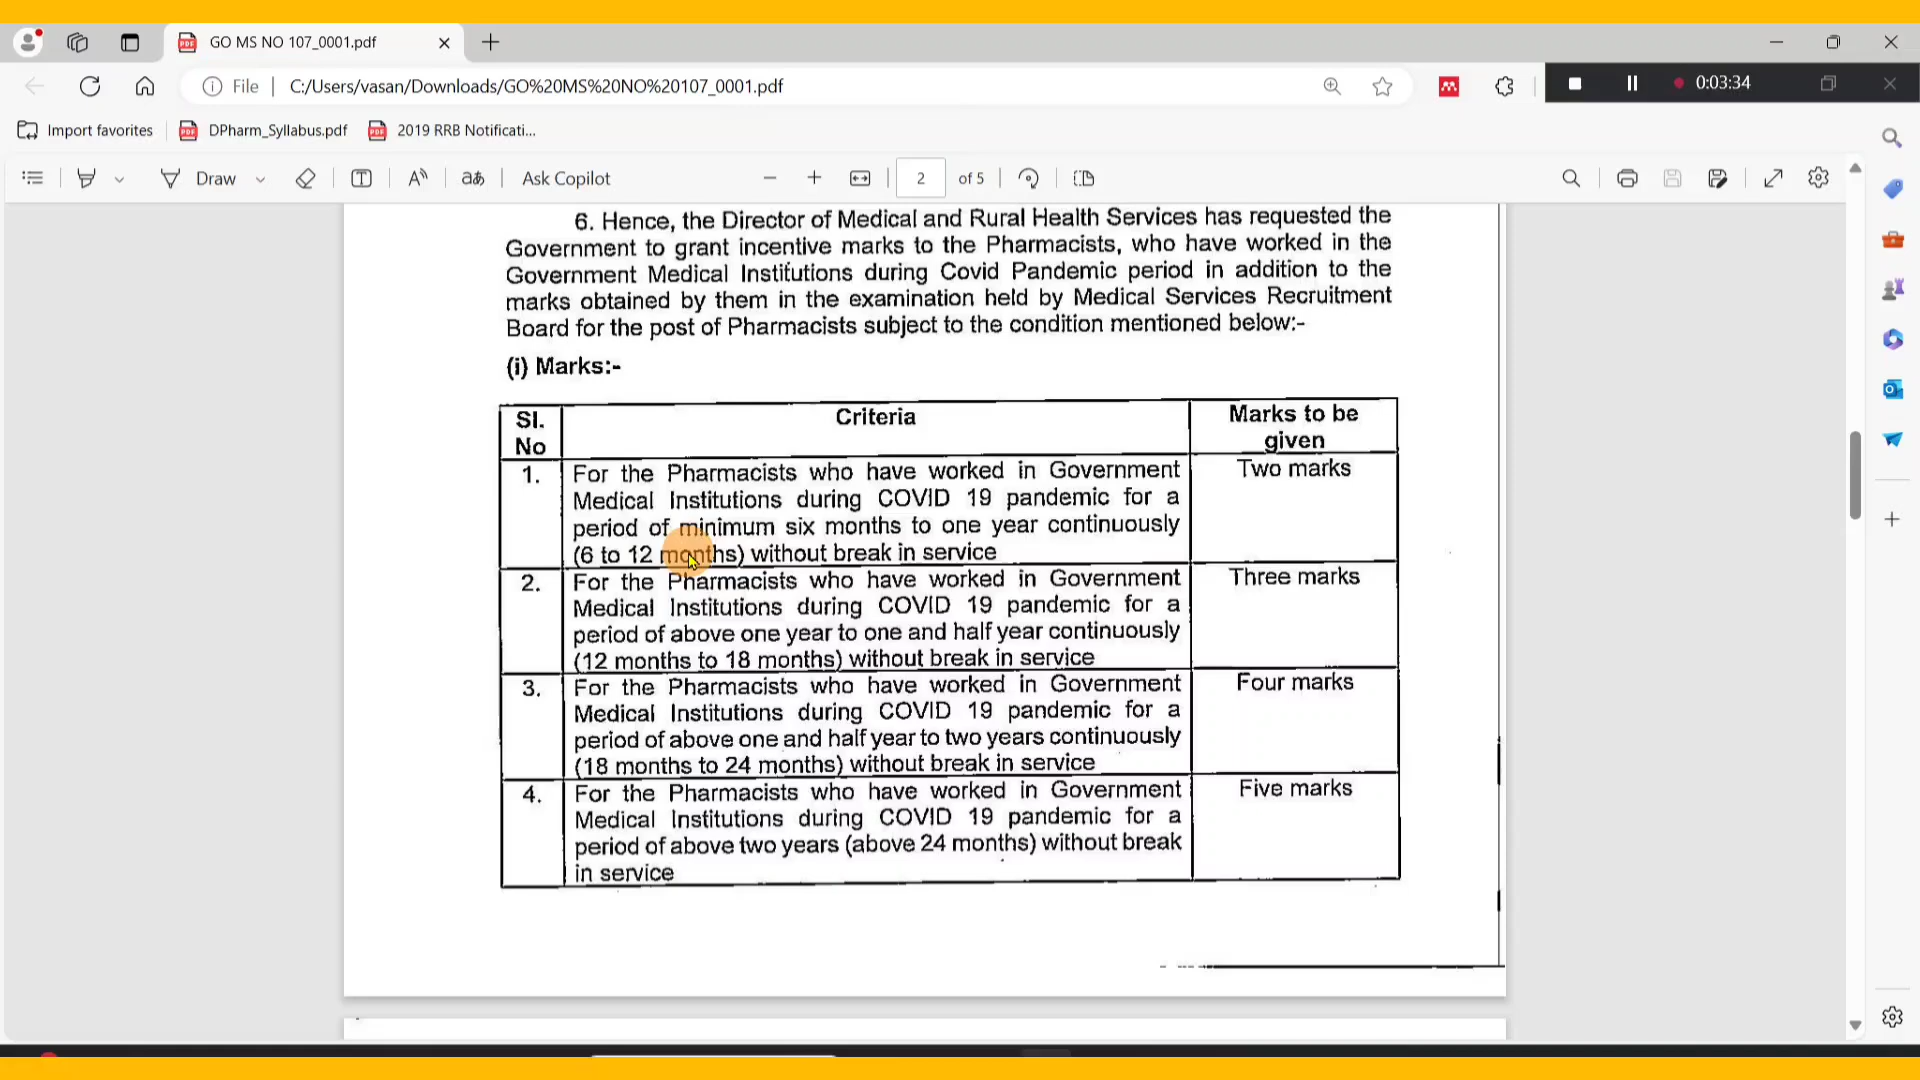 GO MS NO 107_0001.pdf
File
C:/Users/vasan/Downloads/GO%20MS%20NO%20107_0001.pdf
0:03:34
Import favorites
DPharm_Syllabus.pdf
2019 RRB Notificati...
Draw
aあ
Ask Copilot
2
of 5
6. Hence, the Director of Medical and Rural Health Services has requested the
Government to grant incentive marks to the Pharmacists, who have worked in the
Government Medical Institutions during Covid Pandemic period in addition to the
marks obtained by them in the examination held by Medical Services Recruitment
Board for the post of Pharmacists subject to the condition mentioned below:-
(i) Marks:-
Sl.
No
Criteria
Marks to be
given
1.
For the Pharmacists who have worked in Government
Medical Institutions during COVID 19 pandemic for a
period of minimum six months to one year continuously
(6 to 12 months) without break in service
Two marks
2.
For the Pharmacists who have worked in Government
Medical Institutions during COVID 19 pandemic for a
period of above one year to one and half year continuously
(12 months to 18 months) without break in service
Three marks
3.
For the Pharmacists who have worked in Government
Medical Institutions during COVID 19 pandemic for a
period of above one and half year to two years continuously
(18 months to 24 months) without break in service
Four marks
4.
For the Pharmacists who have worked in Government
Medical Institutions during COVID 19 pandemic for a
period of above two years (above 24 months) without break
in service
Five marks